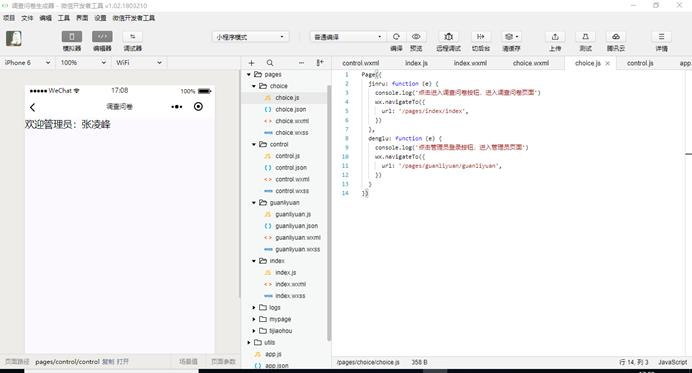 调查问卷生成器 - 微信开发者工具 v1.02.1803210
项目 文件 编辑 工具 界面 设置 微信开发者工具
模拟器 编辑器 调试器
小程序模式 普通编译
编译 预览 远程调试 切后台 清缓存
上传 测试 腾讯云 详情
iPhone 6 100% WiFi
control.wxml index.js index.wxml choice.js control.js app.
WeChat 17:08 100%
调查问卷
欢迎管理员：张凌峰
pages
choice
choice.js
choice.json
choice.wxml
choice.wxss
control
control.js
control.json
control.wxml
control.wxss
guanliyuan
guanliyuan.js
guanliyuan.json
guanliyuan.wxml
guanliyuan.wxss
index
index.js
index.wxml
index.wxss
logs
mypage
tijiaohou
utils
app.js
app.json
1 Page({
2 jinru: function (e) {
3 console.log('点击进入调查问卷按钮，进入调查问卷页面')
4 wx.navigateTo({
5 url: '/pages/index/index',
6 })
7 },
8 denglu: function (e) {
9 console.log('点击管理员登录按钮，进入管理员页面')
10 wx.navigateTo({
11 url: '/pages/guanliyuan/guanliyuan',
12 })
13 }
14 })
页面路径 pages/control/control 复制 打开 场景值 页面参数
/pages/choice/choice.js 358 B 行 14, 列 3 JavaScript